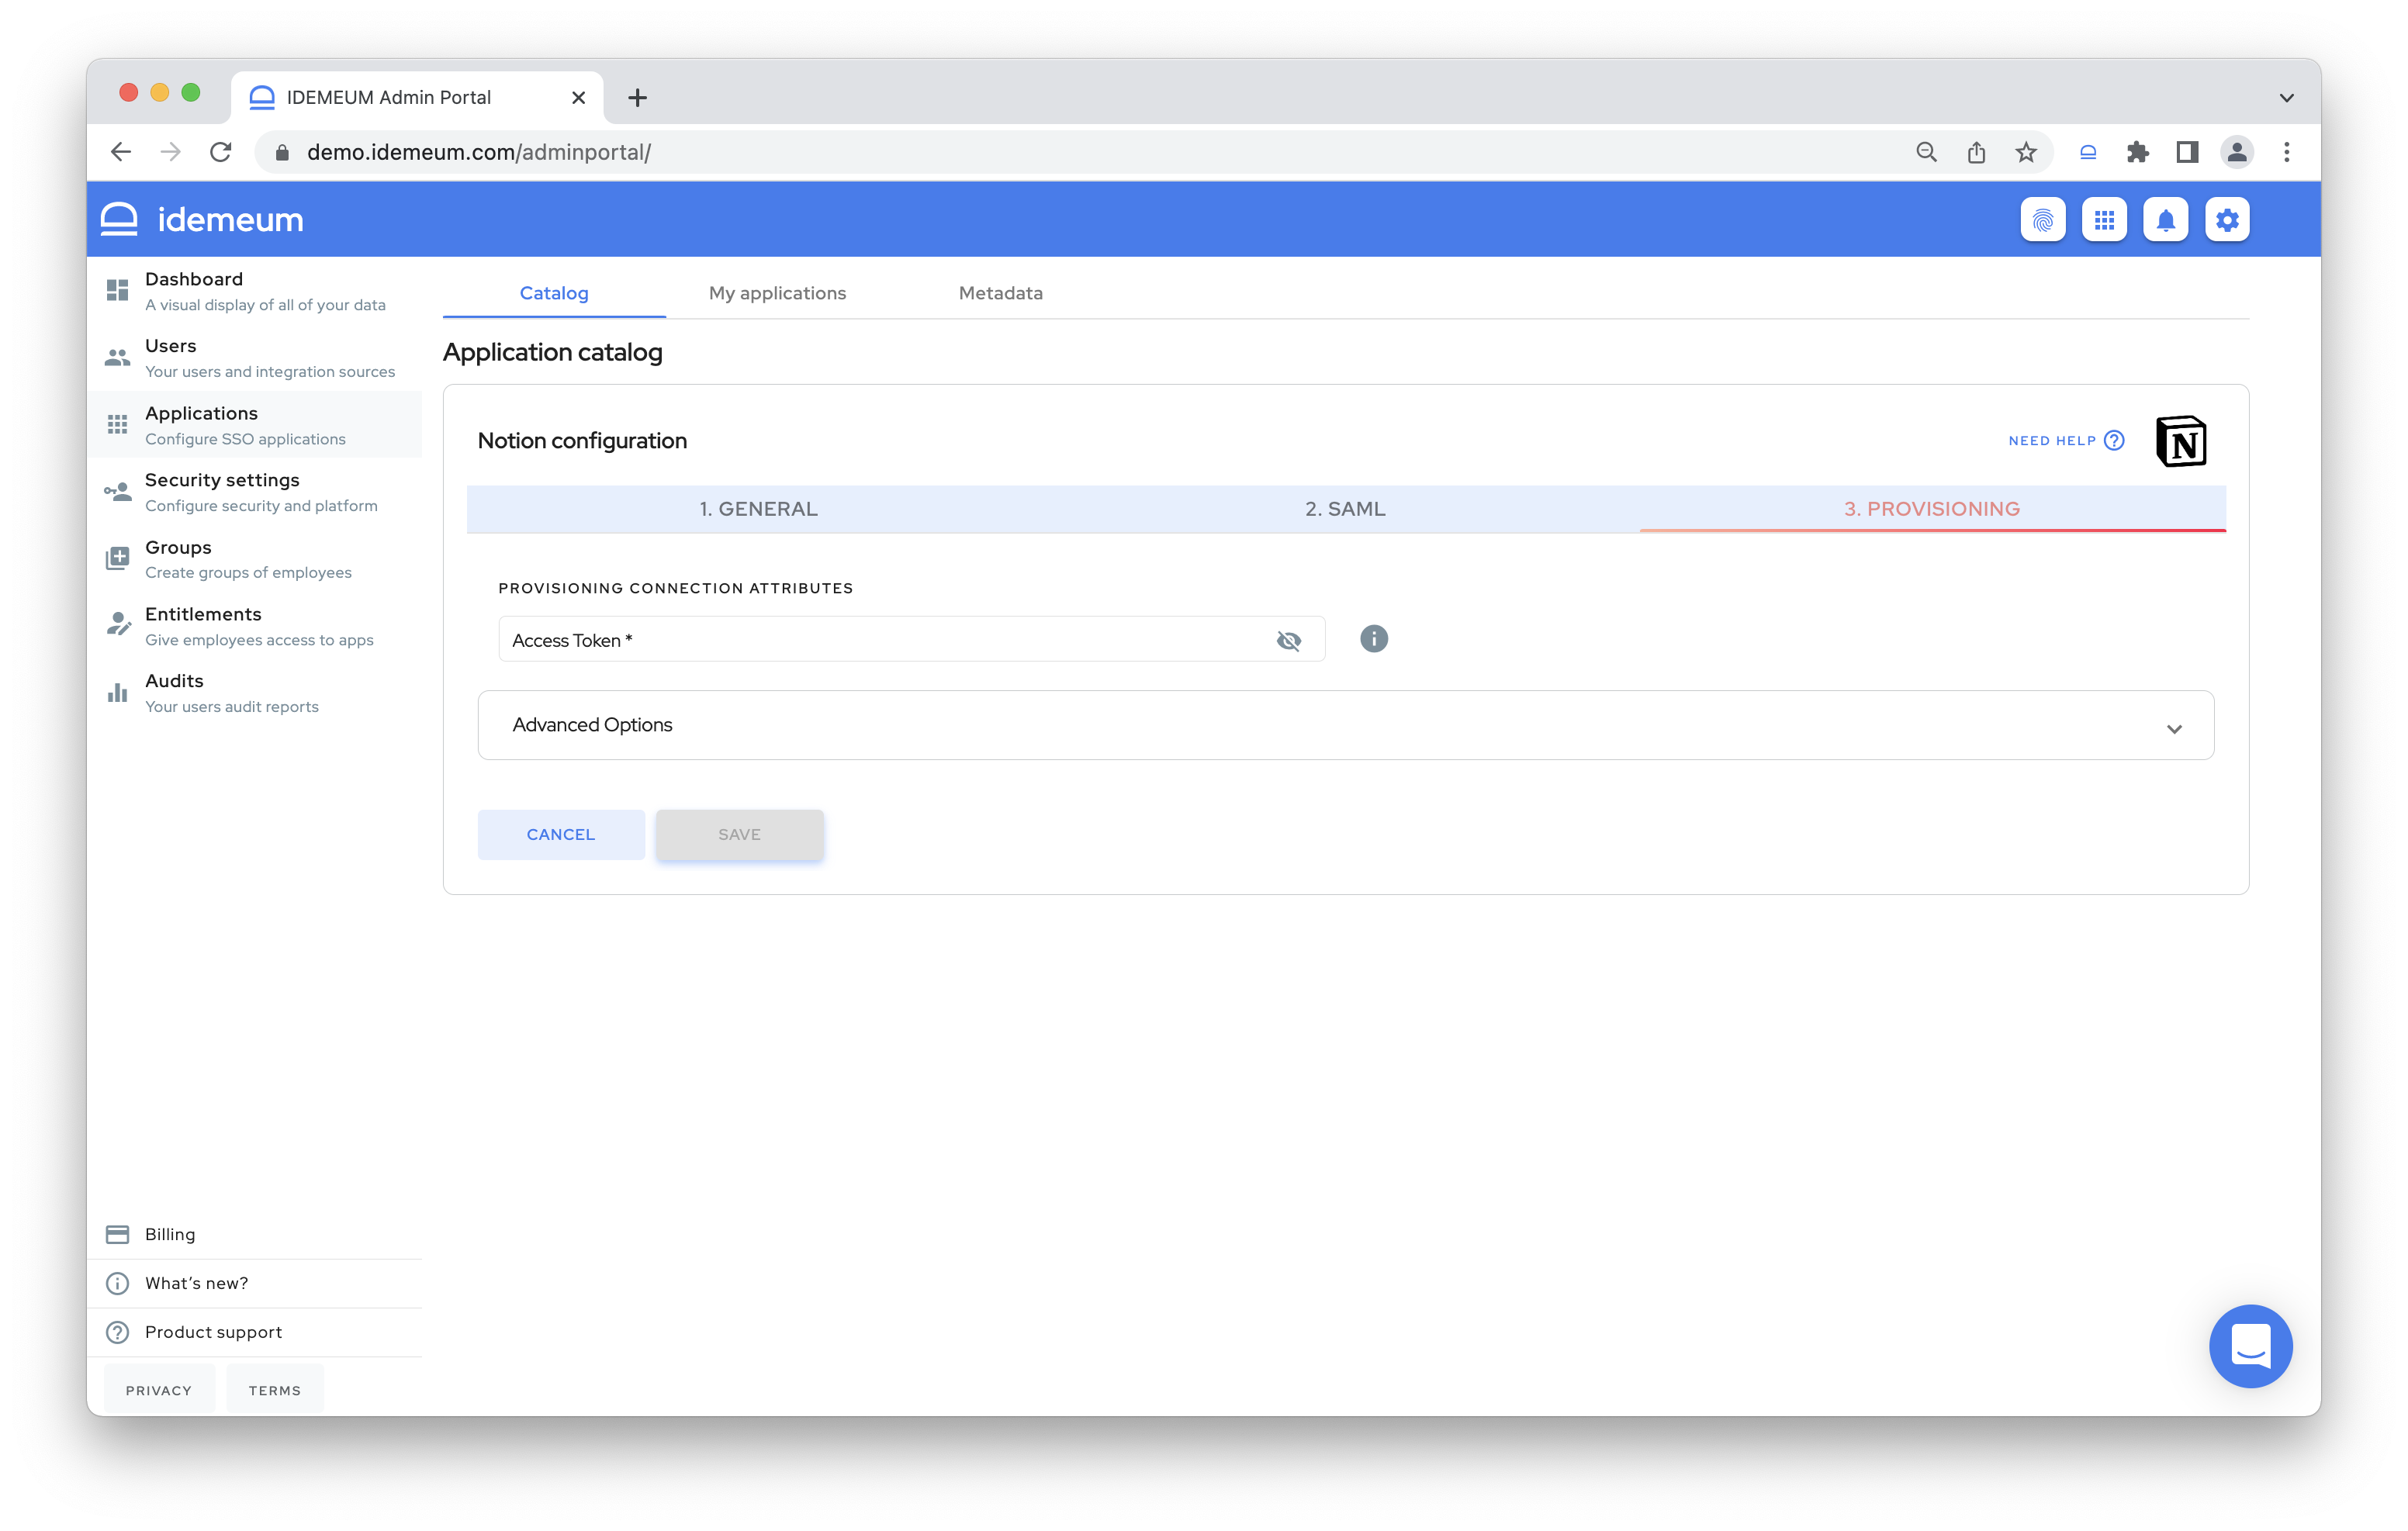 IDEMEUM Admin Portal
demo.idemeum.com/adminportal/
idemeum
Dashboard
A visual display of all of your data
Users
Your users and integration sources
Applications
Configure SSO applications
Security settings
Configure security and platform
Groups
Create groups of employees
Entitlements
Give employees access to apps
Audits
Your users audit reports
Billing
What's new?
Product support
PRIVACY TERMS
Catalog My applications Metadata
Application catalog
Notion configuration
NEED HELP ?
N
1. GENERAL 2. SAML 3. PROVISIONING
PROVISIONING CONNECTION ATTRIBUTES
Access Token *
Advanced Options
CANCEL SAVE